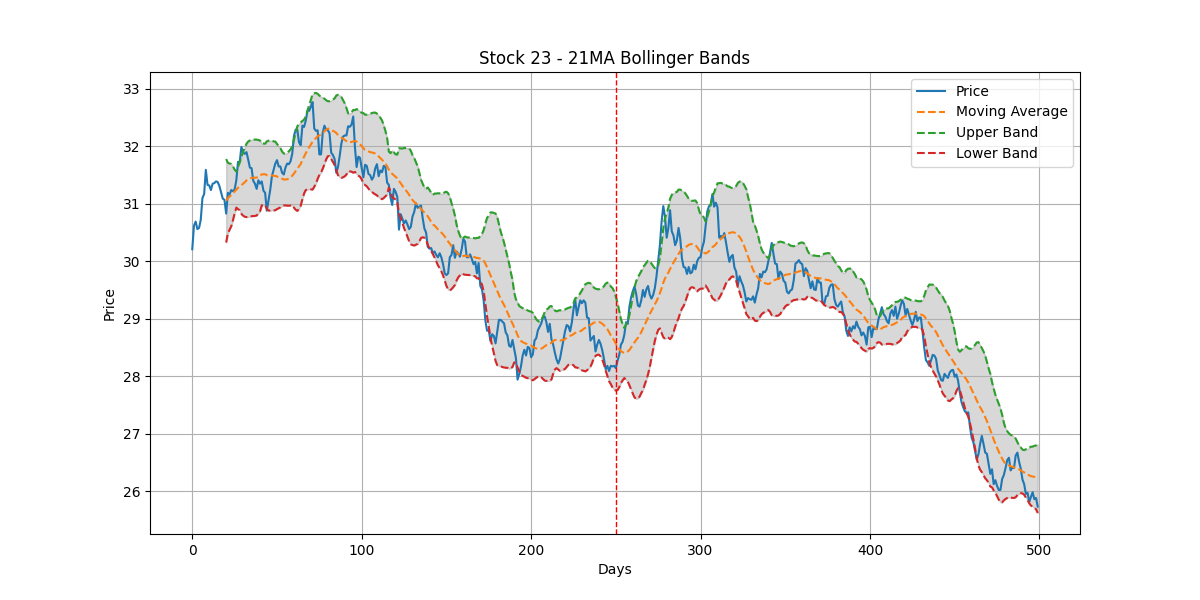 Stock 23 - 21MA Bollinger Bands
Price
Moving Average
Upper Band
Lower Band
33
32
31
30
29
28
27
26
Price
0
100
200
300
400
500
Days